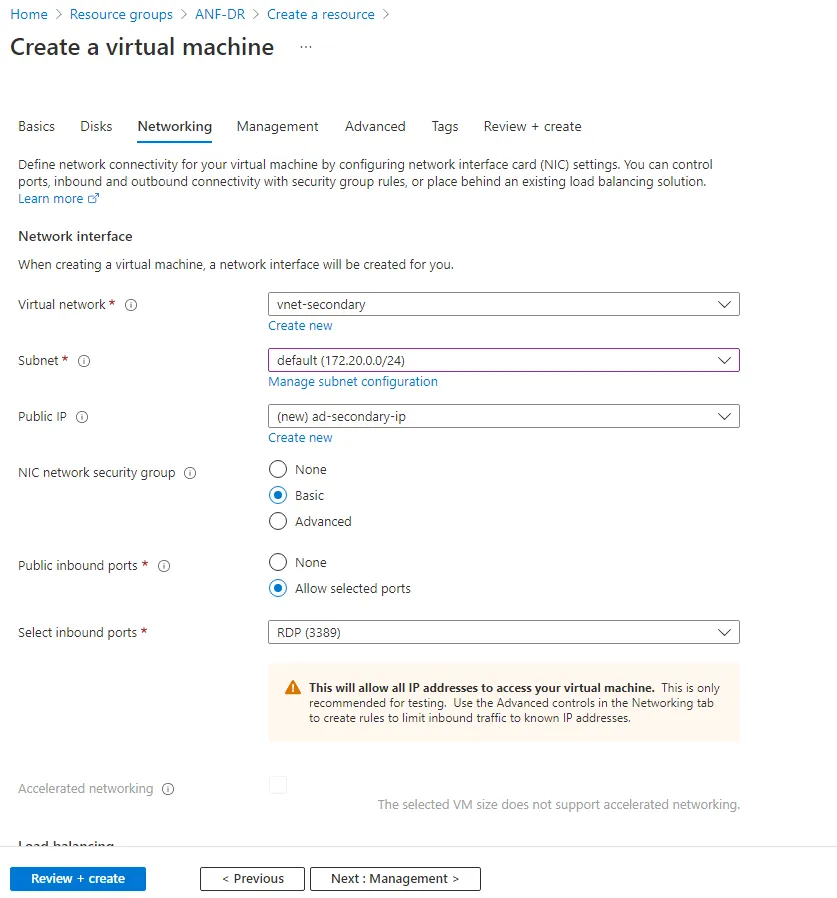 Home > Resource groups > ANF-DR > Create a resource >
Create a virtual machine ...
Basics Disks Networking Management Advanced Tags Review + create
Define network connectivity for your virtual machine by configuring network interface card (NIC) settings. You can control
ports, inbound and outbound connectivity with security group rules, or place behind an existing load balancing solution.
Learn more
Network interface
When creating a virtual machine, a network interface will be created for you.
Virtual network *
vnet-secondary
Create new
Subnet *
default (172.20.0.0/24)
Manage subnet configuration
Public IP
(new) ad-secondary-ip
Create new
NIC network security group
None
Basic
Advanced
Public inbound ports *
None
Allow selected ports
Select inbound ports *
RDP (3389)
This will allow all IP addresses to access your virtual machine. This is only
recommended for testing. Use the Advanced controls in the Networking tab
to create rules to limit inbound traffic to known IP addresses.
Accelerated networking
The selected VM size does not support accelerated networking.
Load balancing
Review + create
< Previous
Next : Management >